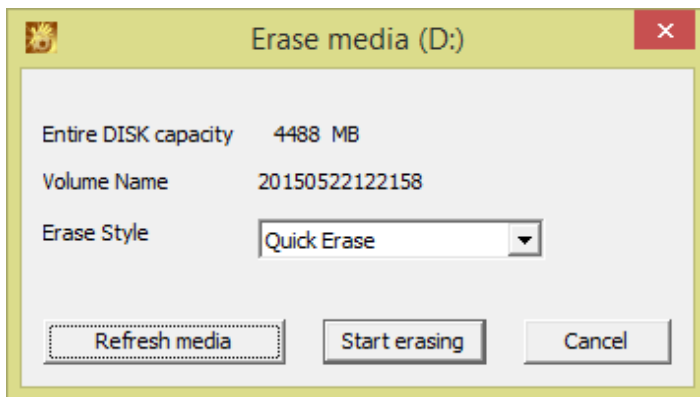 Erase media (D:)
Entire DISK capacity 4488 MB
Volume Name 20150522122158
Erase Style Quick Erase
Refresh media Start erasing Cancel